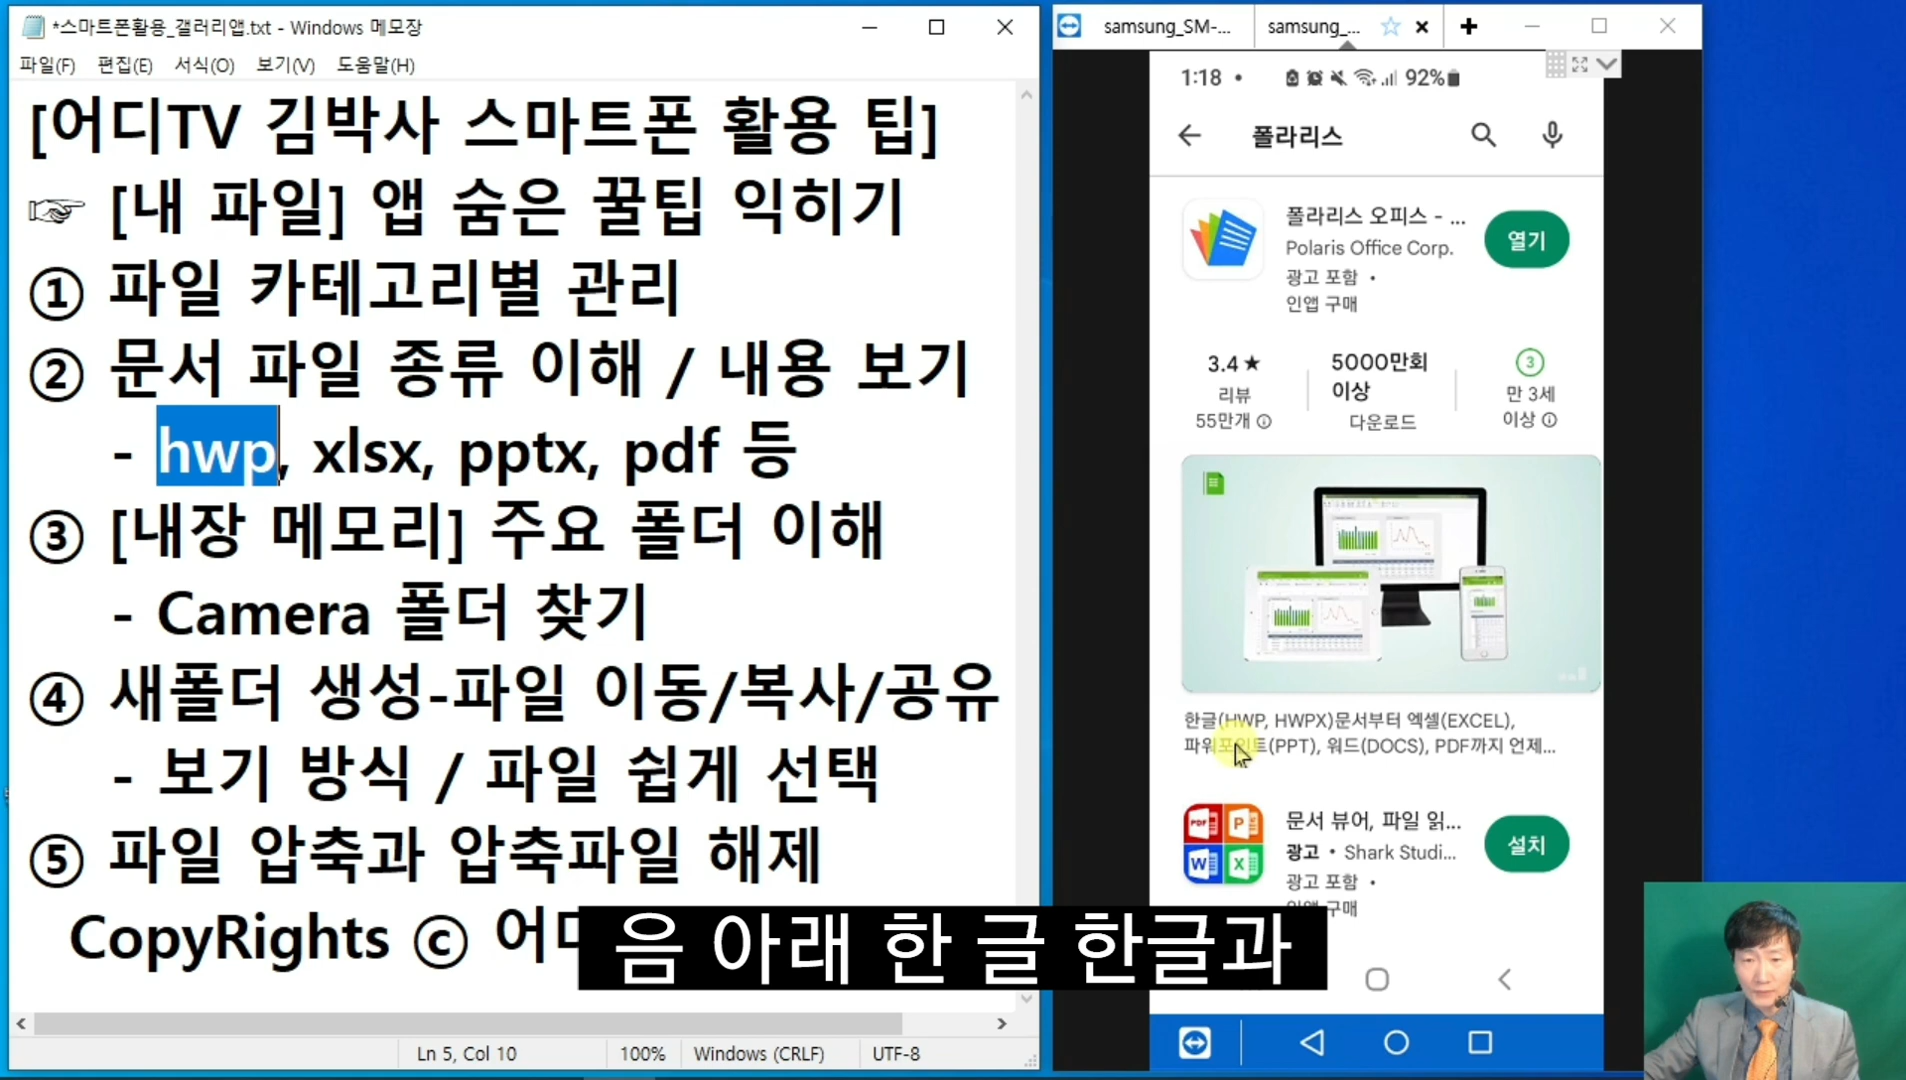 *스마트폰활용_갤러리앱.txt - Windows 메모장
파일(F) 편집(E) 서식(O) 보기(V) 도움말(H)
[어디TV 김박사 스마트폰 활용 팁]
☞ [내 파일] 앱 숨은 꿀팁 익히기
① 파일 카테고리별 관리
② 문서 파일 종류 이해 / 내용 보기
- hwp, xlsx, pptx, pdf 등
③ [내장 메모리] 주요 폴더 이해
- Camera 폴더 찾기
④ 새폴더 생성-파일 이동/복사/공유
- 보기 방식 / 파일 쉽게 선택
⑤ 파일 압축과 압축파일 해제
CopyRights ⓒ
Ln 5, Col 10 100% Windows (CRLF) UTF-8
samsung_SM-... samsung_...
1:18 • 92%
폴라리스
폴라리스 오피스 - ...
Polaris Office Corp.
광고 포함 •
인앱 구매
열기
3.4★
리뷰
55만개
5000만회
이상
다운로드
3
만 3세
이상
한글(HWP, HWPX)문서부터 엑셀(EXCEL),
파워포인트(PPT), 워드(DOCS), PDF까지 언제...
PDF P
W X
문서 뷰어, 파일 읽...
광고 • Shark Studi...
광고 포함 •
구매
설치
음 아래 한 글 한글과